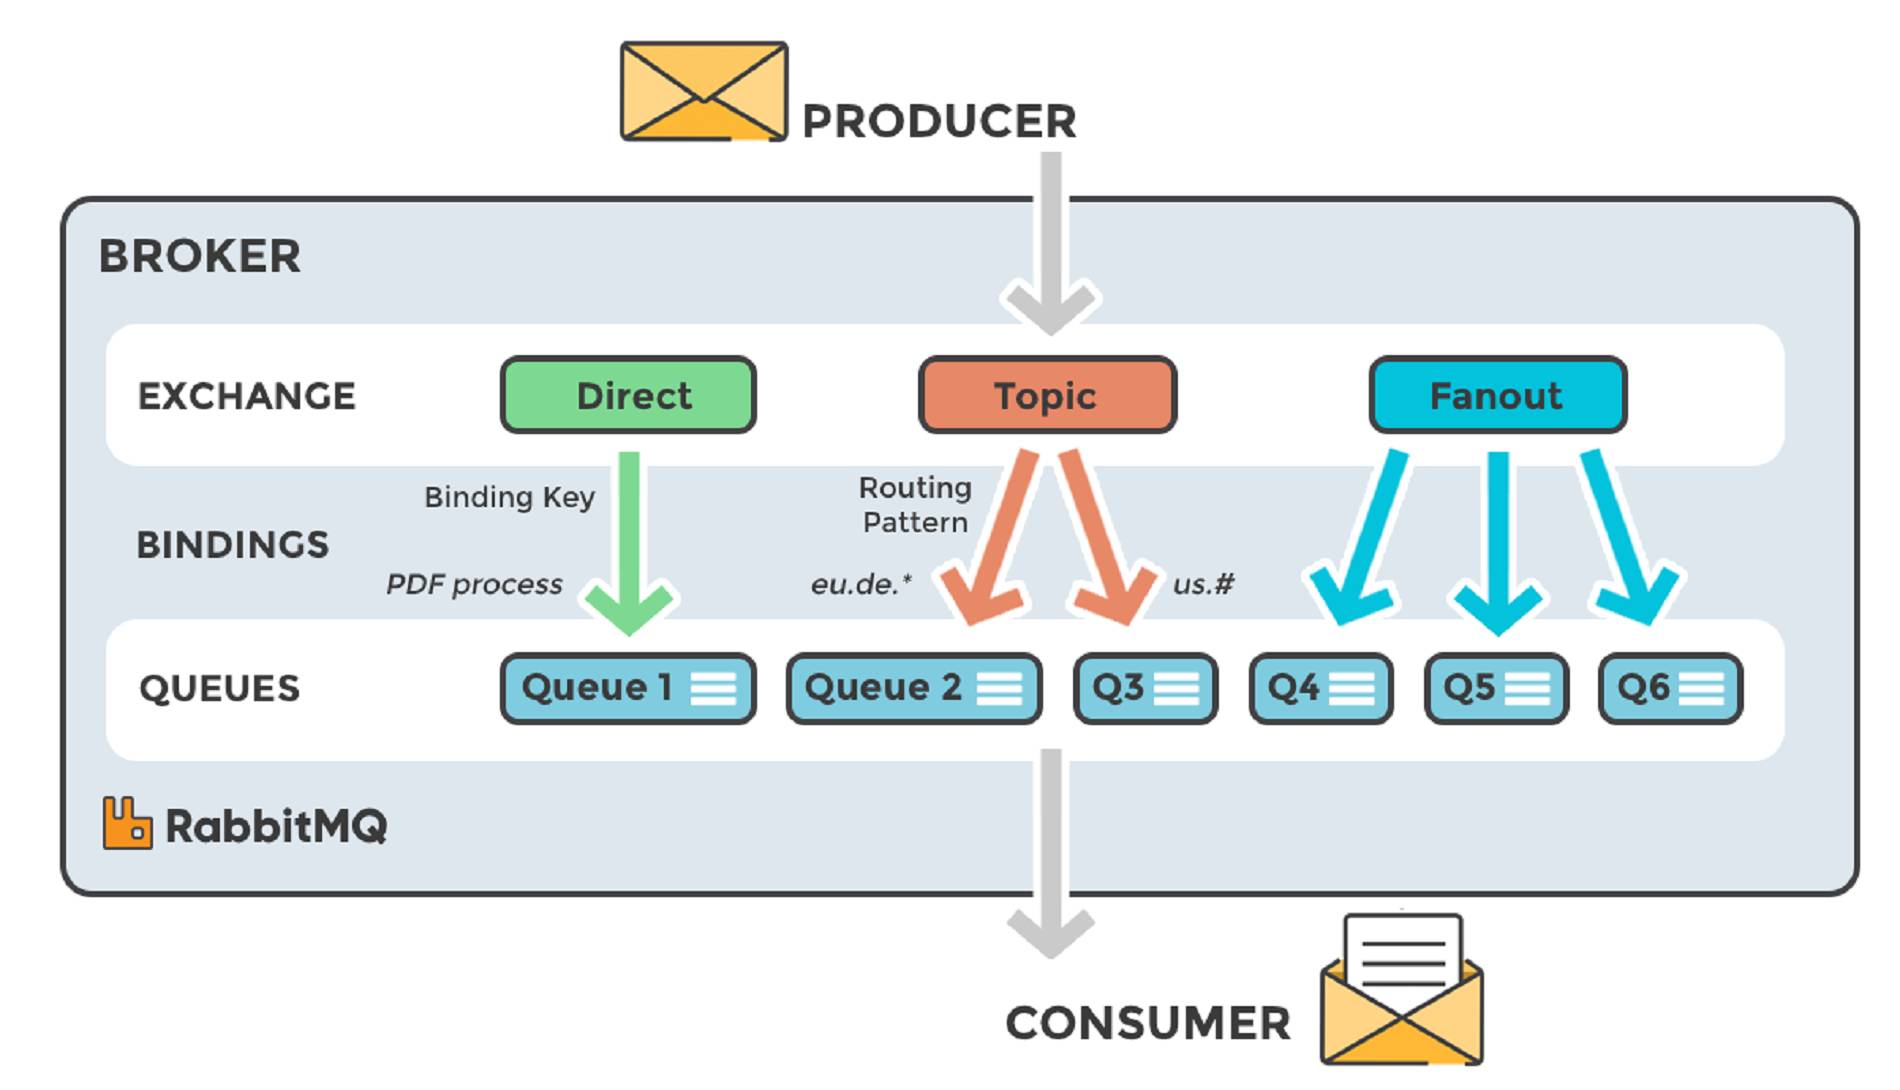 PRODUCER
BROKER
EXCHANGE
Direct
Topic
Fanout
BINDINGS
Binding Key
PDF process
Routing
Pattern
eu.de.*
us.#
QUEUES
Queue 1
Queue 2
Q3
Q4
Q5
Q6
RabbitMQ
CONSUMER